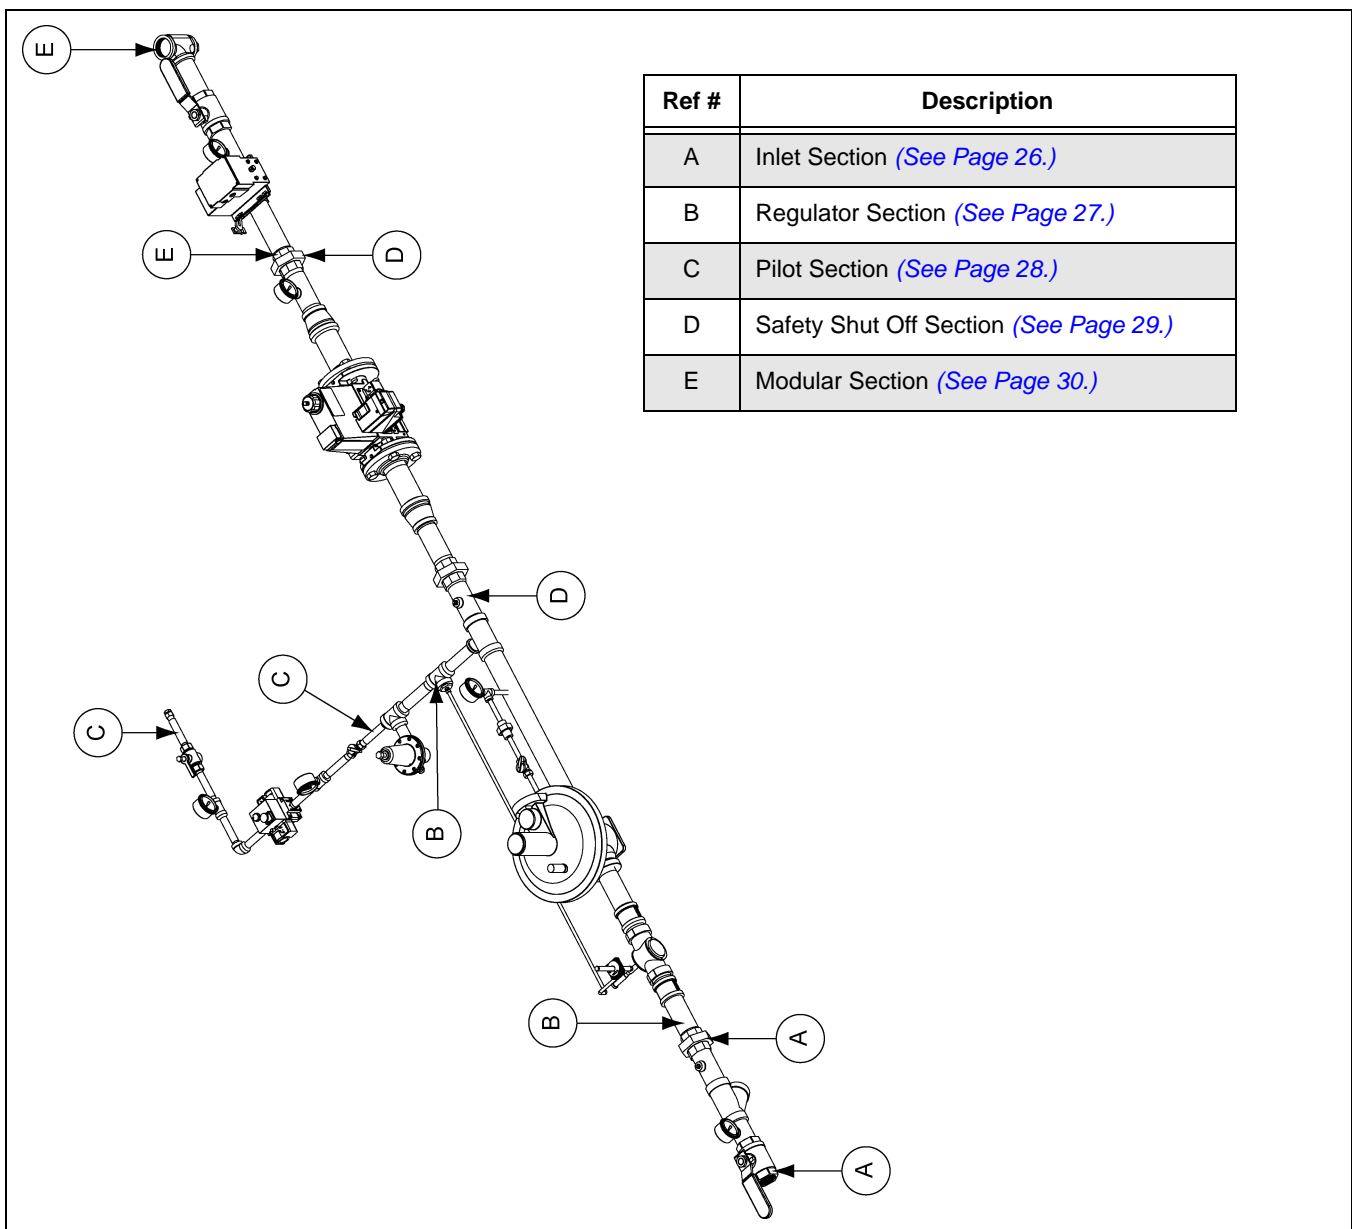 Ref # Description
A Inlet Section (See Page 26.)
B Regulator Section (See Page 27.)
C Pilot Section (See Page 28.)
D Safety Shut Off Section (See Page 29.)
E Modular Section (See Page 30.)
E
E
D
D
C
C
B
B
A
A